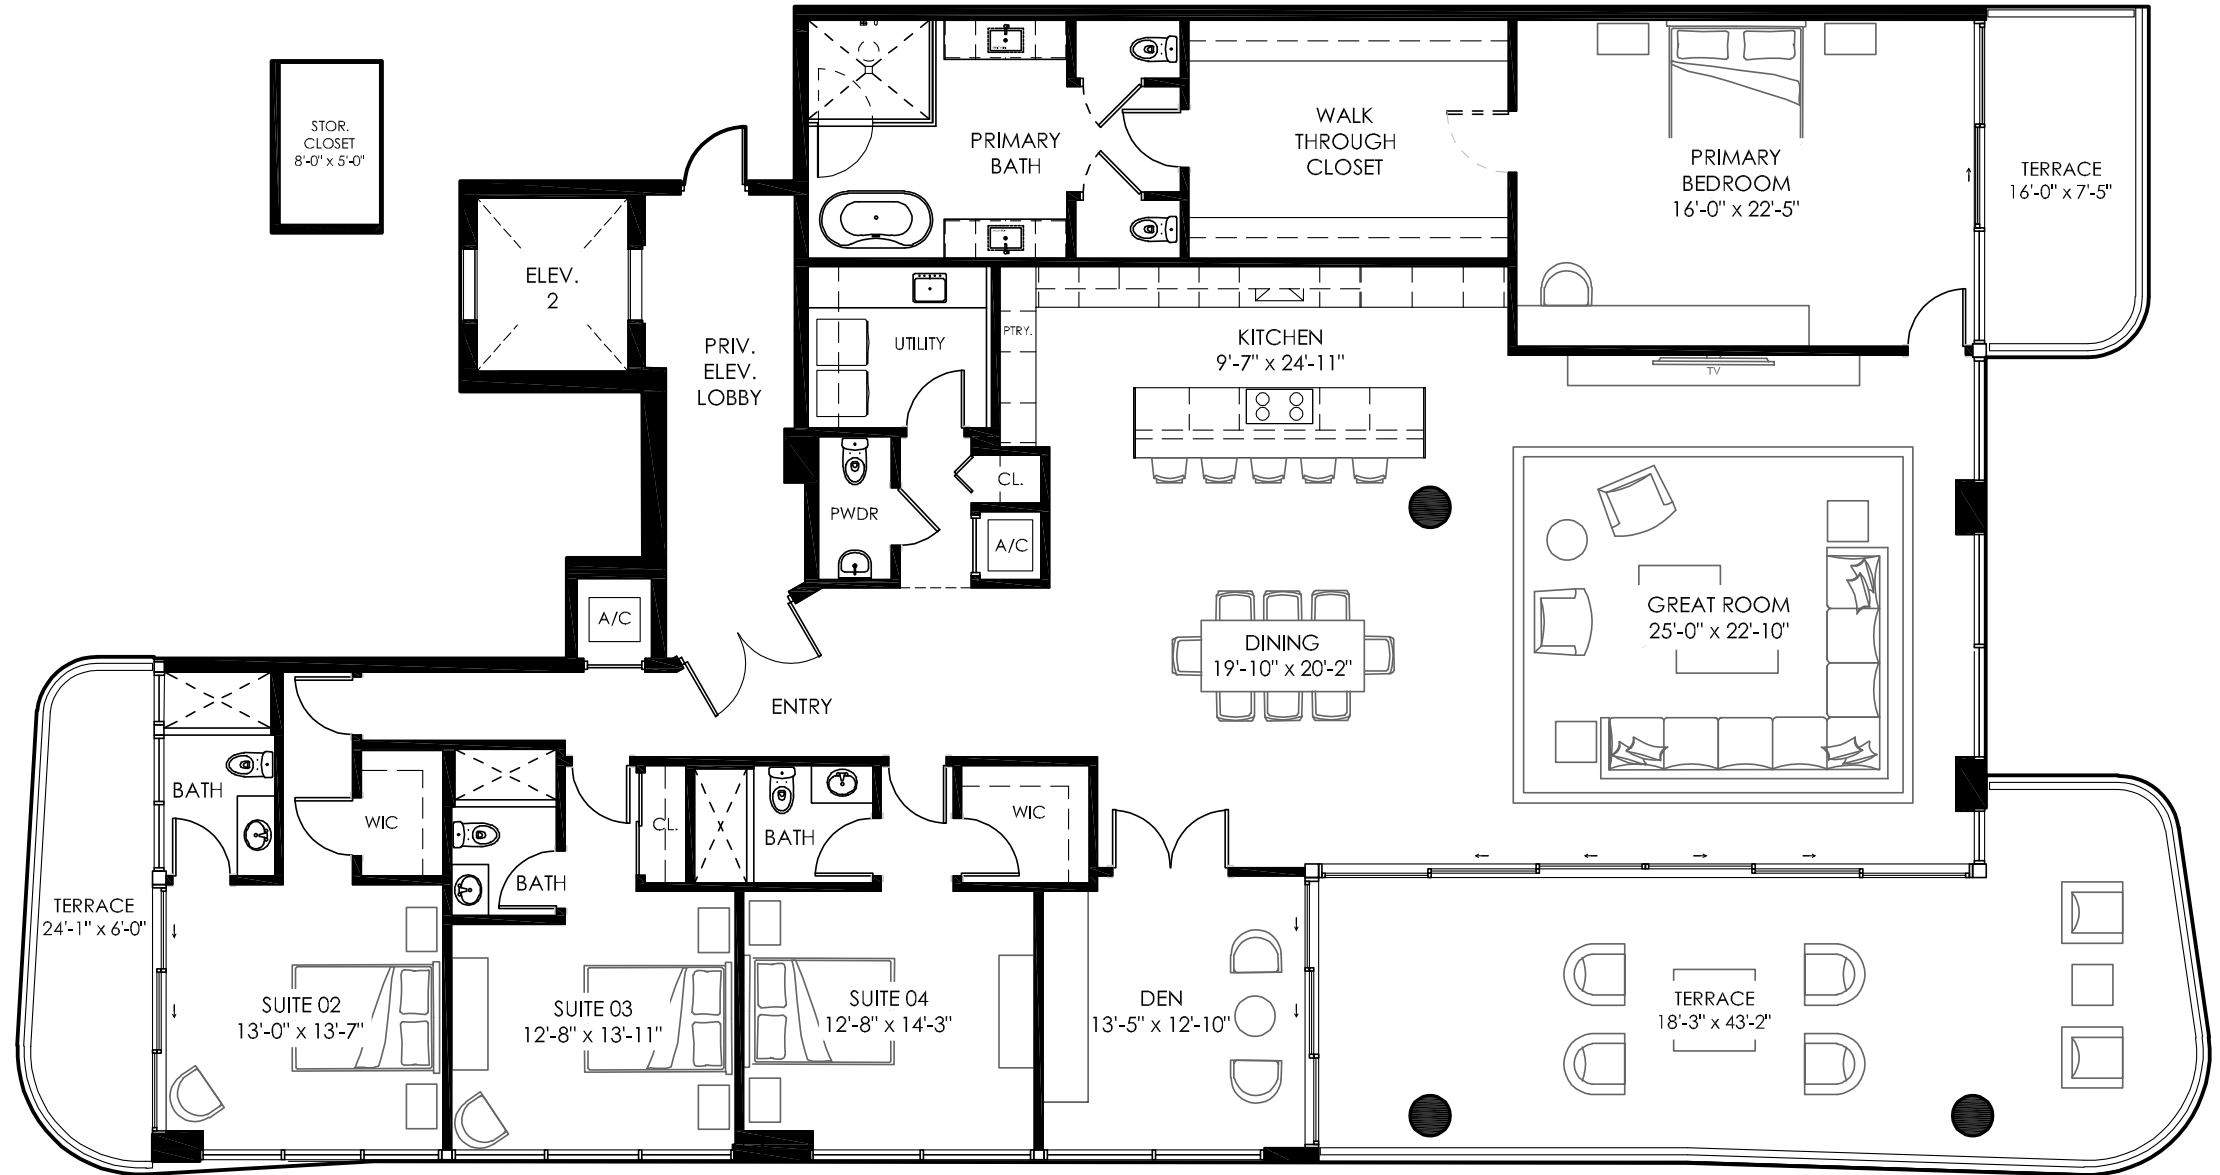 STOR.
CLOSET
8'-0" x 5'-0"
ELEV.
2
PRIV.
ELEV.
LOBBY
PRIMARY
BATH
WALK
THROUGH
CLOSET
PRIMARY
BEDROOM
16'-0" x 22'-5"
TERRACE
16'-0" x 7'-5"
UTILITY
PTRY.
KITCHEN
9'-7" x 24'-11"
TV
CL.
PWDR
A/C
A/C
GREAT ROOM
25'-0" x 22'-10"
DINING
19'-10" x 20'-2"
ENTRY
BATH
WIC
BATH
CL.
BATH
WIC
TERRACE
24'-1" x 6'-0"
SUITE 02
13'-0" x 13'-7"
SUITE 03
12'-8" x 13'-11"
SUITE 04
12'-8" x 14'-3"
DEN
13'-5" x 12'-10"
TERRACE
18'-3" x 43'-2"